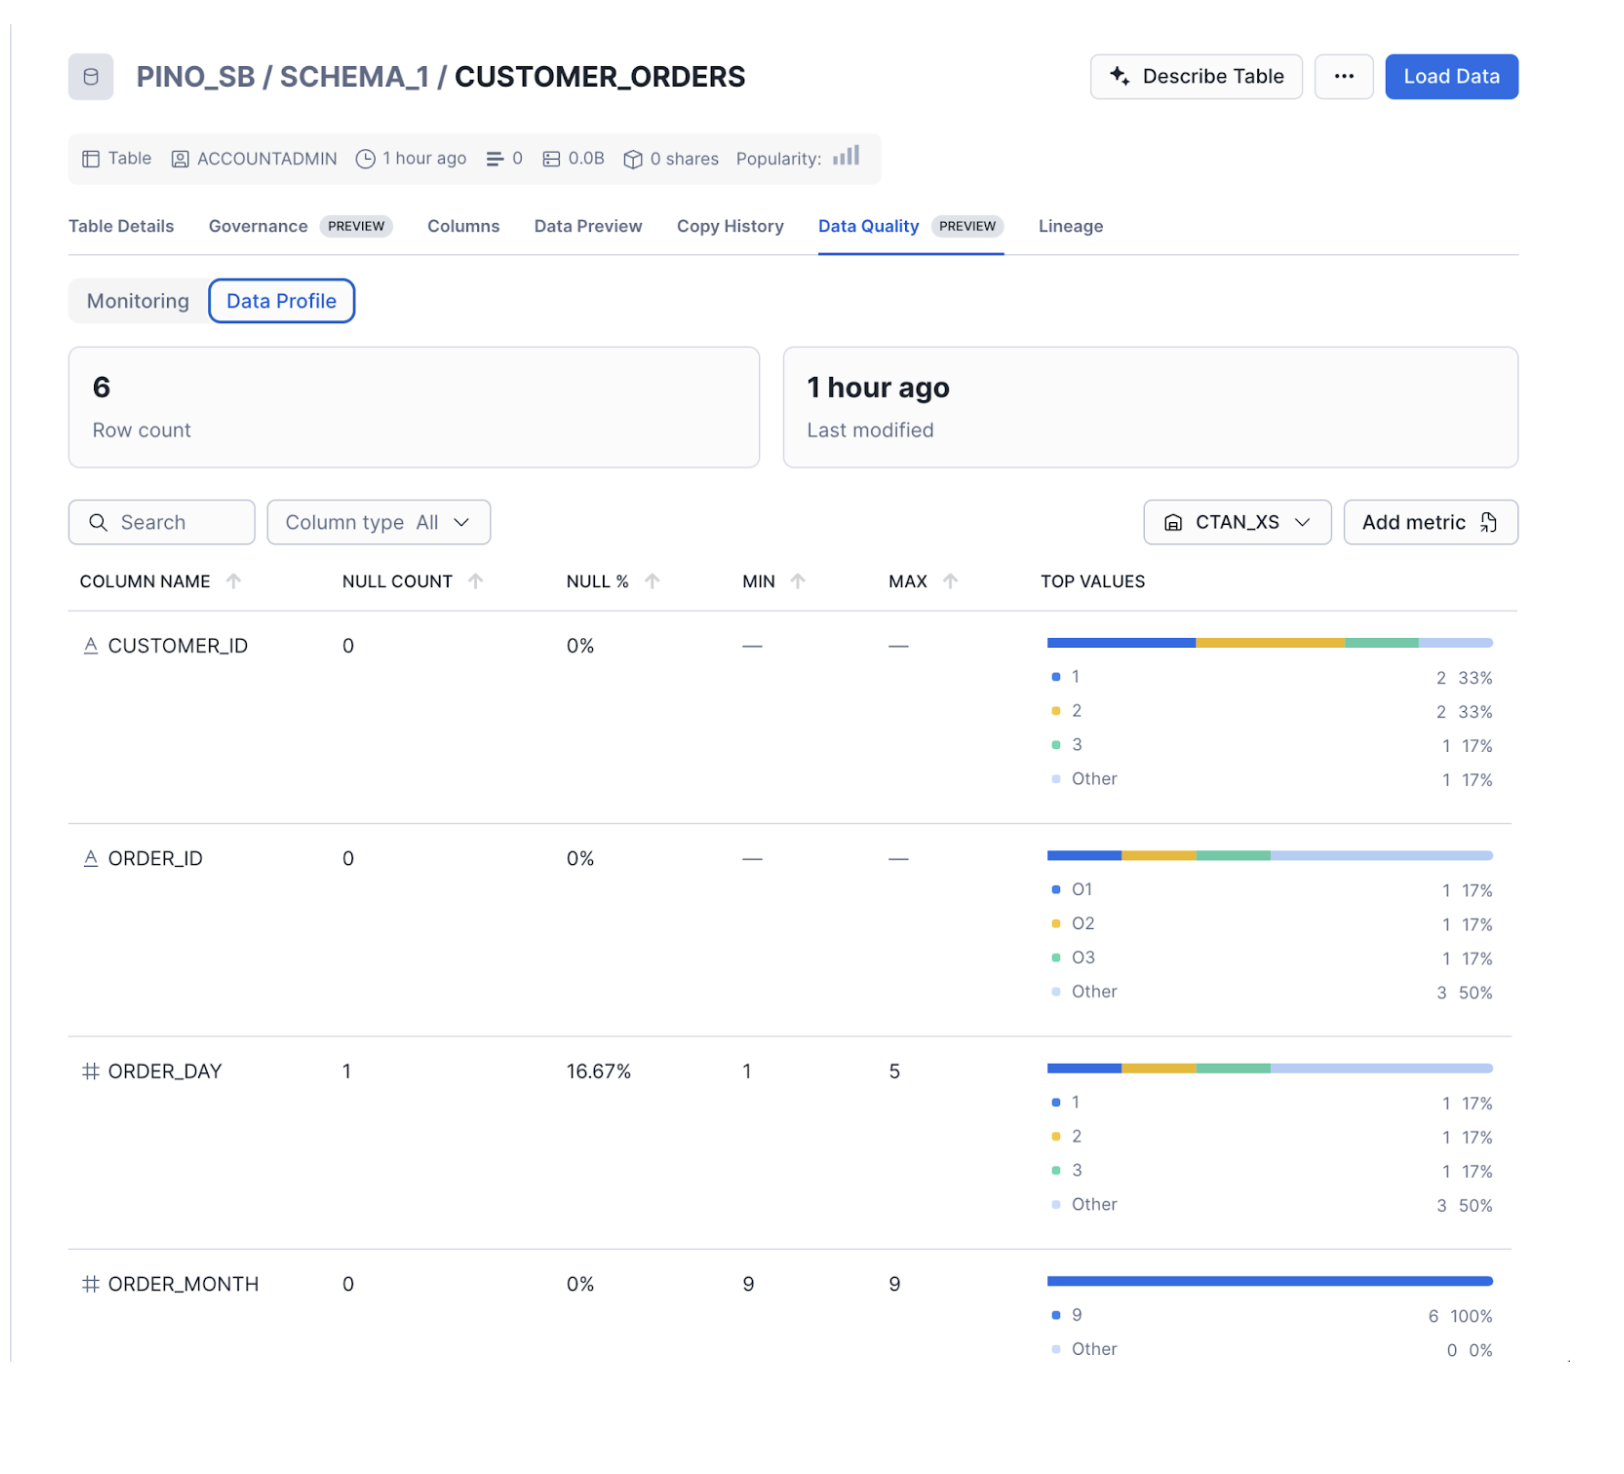 PINO_SB / SCHEMA_1 / CUSTOMER_ORDERS
Describe Table
Load Data
Table ACCOUNTADMIN 1 hour ago 0 0.0B 0 shares Popularity:
Table Details Governance PREVIEW Columns Data Preview Copy History Data Quality PREVIEW Lineage
Monitoring Data Profile
6
Row count
1 hour ago
Last modified
Search Column type All CTAN_XS Add metric
COLUMN NAME NULL COUNT NULL % MIN MAX TOP VALUES
CUSTOMER_ID 0 0% — —
1 2 33%
2 2 33%
3 1 17%
Other 1 17%
ORDER_ID 0 0% — —
O1 1 17%
O2 1 17%
O3 1 17%
Other 3 50%
ORDER_DAY 1 16.67% 1 5
1 1 17%
2 1 17%
3 1 17%
Other 3 50%
ORDER_MONTH 0 0% 9 9
9 6 100%
Other 0 0%